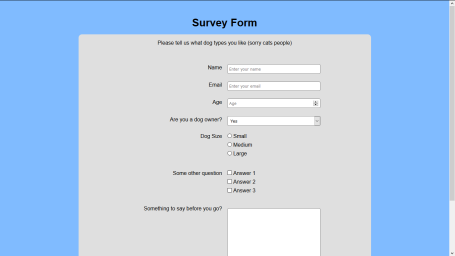 Survey Form
Please tell us what dog types you like (sorry cats people)
Name
Enter your name
Email
Enter your email
Age
Age
Are you a dog owner?
Yes
Dog Size
Small
Medium
Large
Some other question
Answer 1
Answer 2
Answer 3
Something to say before you go?